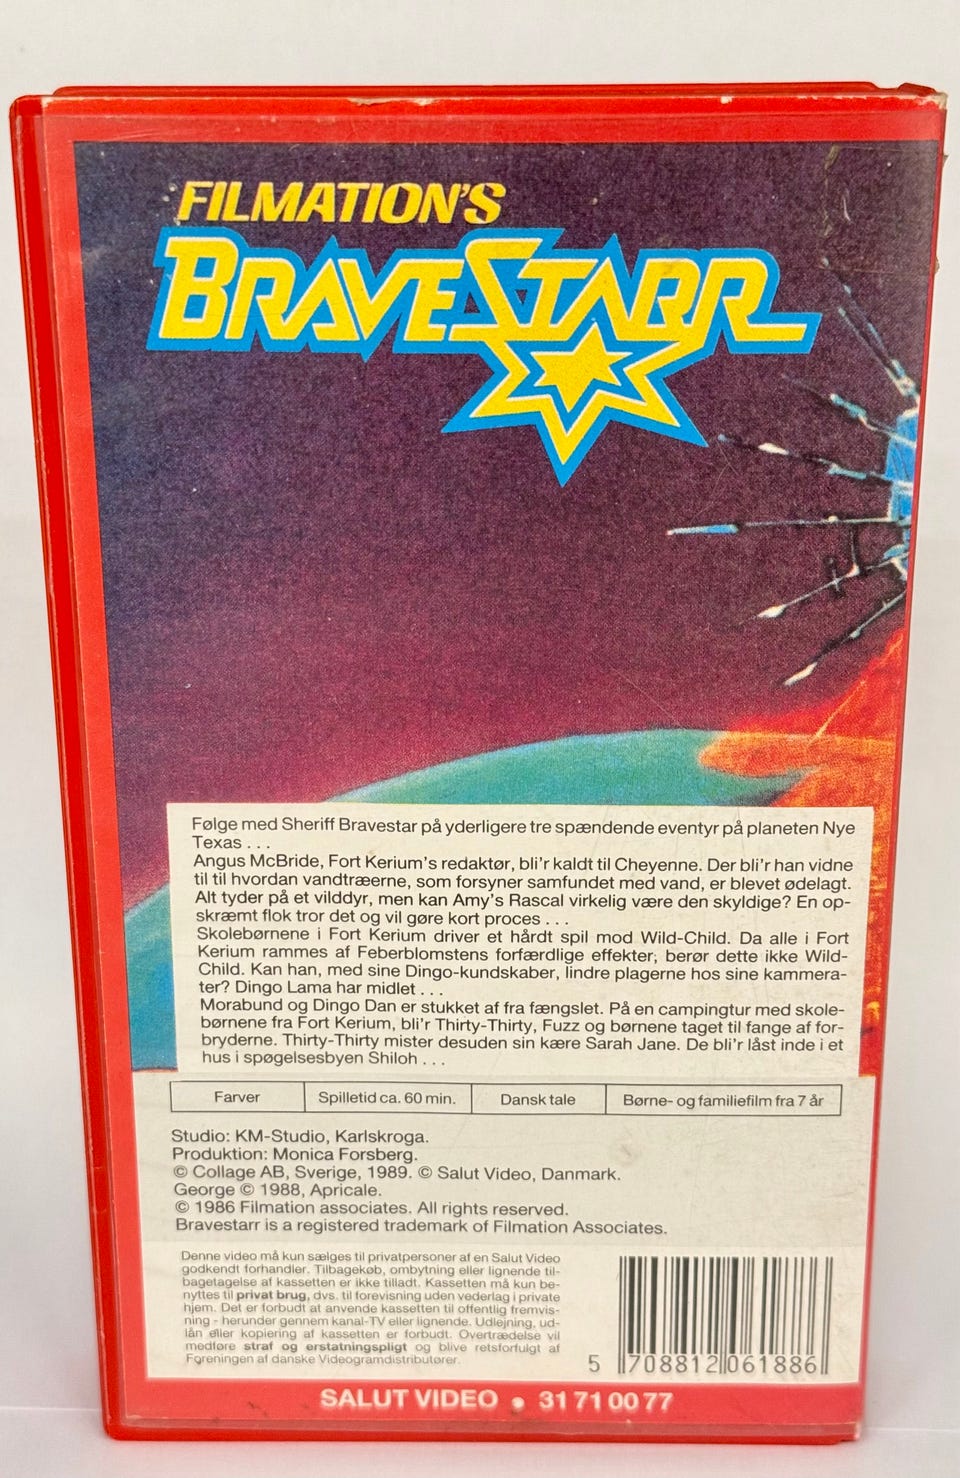 FILMATION'S
BRAVESTARR
Følge med Sheriff Bravestar på yderligere tre spændende eventyr på planeten Nye
Texas . . .
Angus McBride, Fort Kerium's redaktør, bli'r kaldt til Cheyenne. Der bli'r han vidne
til til hvordan vandtræerne, som forsyner samfundet med vand, er blevet ødelagt.
Alt tyder på et vilddyr, men kan Amy's Rascal virkelig være den skyldige? En op-
skræmt flok tror det og vil gøre kort proces . . .
Skolebørnene i Fort Kerium driver et hårdt spil mod Wild-Child. Da alle i Fort
Kerium rammes af Feberblomstens forfærdlige effekter, berør dette ikke Wild-
Child. Kan han, med sine Dingo-kundskaber, lindre plagerne hos sine kammera-
ter? Dingo Lama har midlet . . .
Morabund og Dingo Dan er stukket af fra fængslet. På en campingtur med skole-
børnene fra Fort Kerium, bli'r Thirty-Thirty, Fuzz og børnene taget til fange af for-
bryderne. Thirty-Thirty mister desuden sin kære Sarah Jane. De bli'r låst inde i et
hus i spøgelsesbyen Shiloh . . .
Farver Spilletid ca. 60 min. Dansk tale Børne- og familiefilm fra 7 år
Studio: KM-Studio, Karlskroga.
Produktion: Monica Forsberg.
© Collage AB, Sverige, 1989. © Salut Video, Danmark.
George © 1988, Apricale.
© 1986 Filmation associates. All rights reserved.
Bravestarr is a registered trademark of Filmation Associates.
Denne video må kun sælges til privatpersoner af en Salut Video
godkendt forhandler. Tilbagekøb, ombytning eller lignende til-
bagetagelse af kassetten er ikke tilladt. Kassetten må kun be-
nyttes til privat brug, dvs. til forevisning uden vederlag i private
hjem. Det er forbudt at anvende kassetten til offentlig fremvis-
ning - herunder gennem kanal-TV eller lignende. Udlejning, ud-
lån eller kopiering af kassetten er forbudt. Overtrædelse vil
medføre straf og erstatningspligt og blive retsforfulgt af
Foreningen af danske Videogramdistributører.
5 708812 061886
SALUT VIDEO • 31 71 00 77